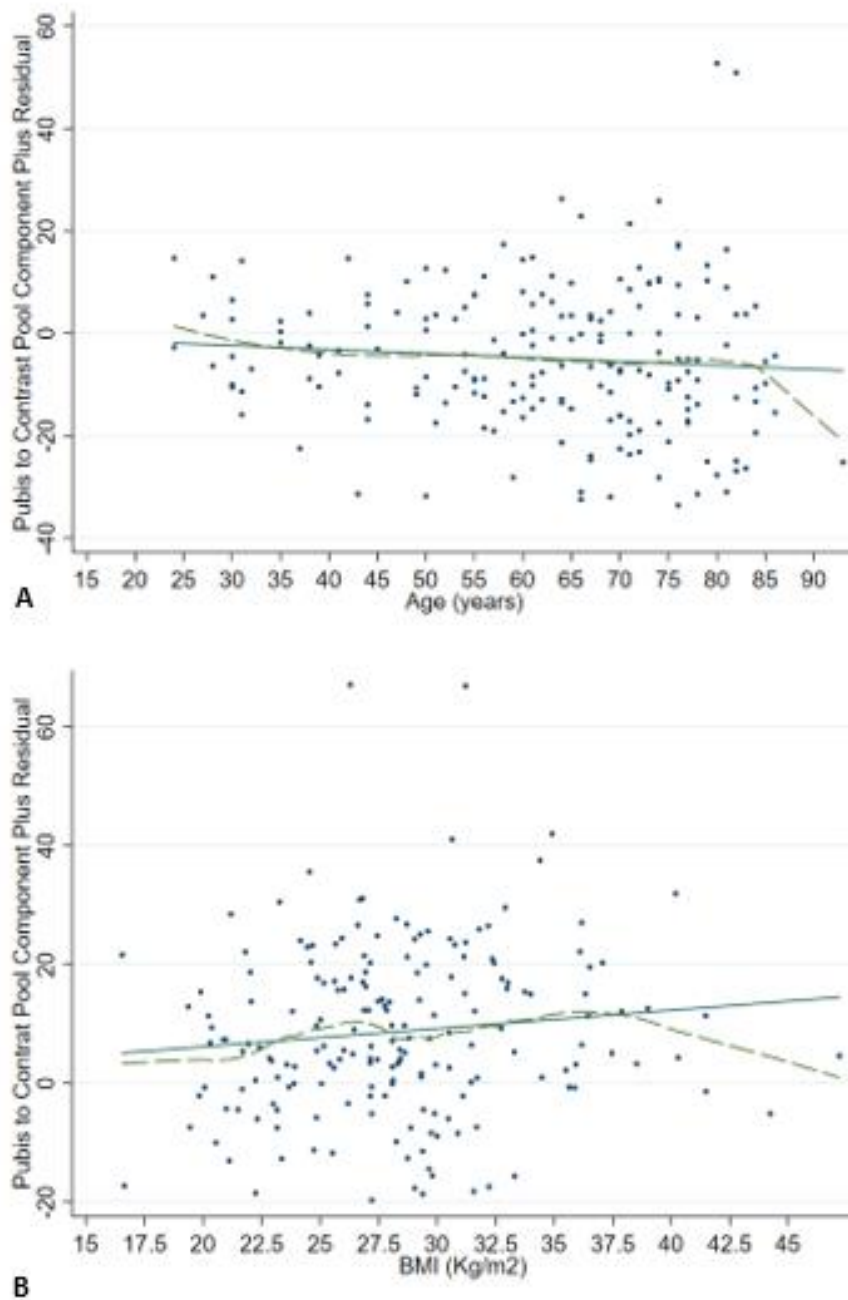 Pubis to Contrast Pool Component Plus Residual
60
40
20
0
-20
-40
15 20 25 30 35 40 45 50 55 60 65 70 75 80 85 90
Age (years)
A
Pubis to Contrat Pool Component Plus Residual
60
40
20
0
-20
15 17.5 20 22.5 25 27.5 30 32.5 35 37.5 40 42.5 45
BMI (Kg/m2)
B